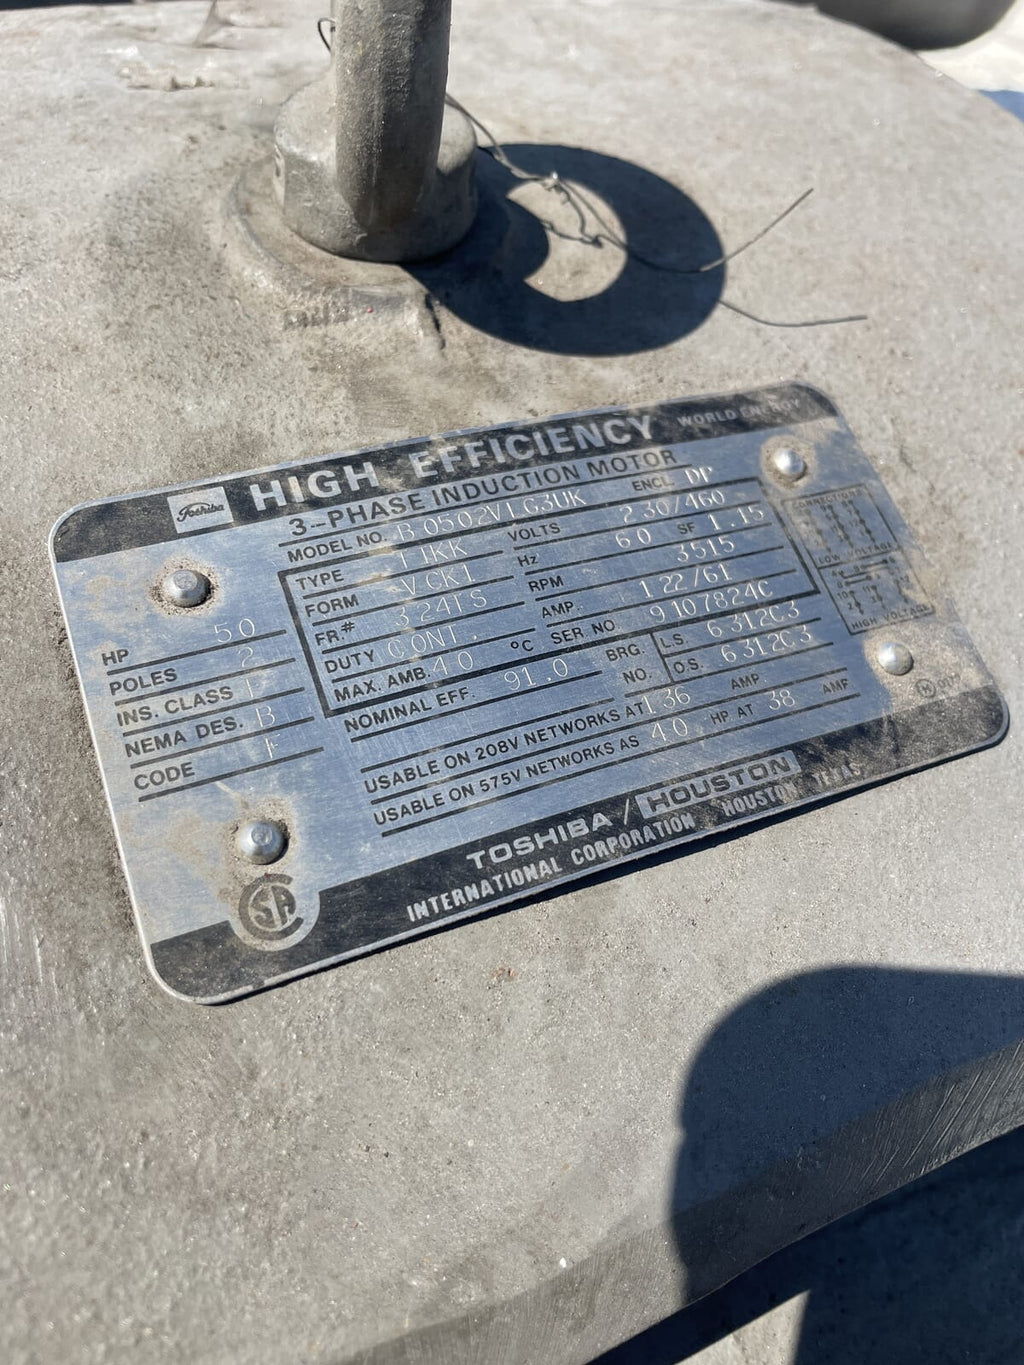 Toshiba HIGH EFFICIENCY WORLD ENERGY
3-PHASE INDUCTION MOTOR
MODEL NO. B0502VLG3UK ENCL. DP
TYPE TIKK VOLTS 230/460
FORM VCK1 Hz 60 SF 1.15
FR.# 324TS RPM 3515
DUTY CONT. AMP. 122/61
MAX. AMB. 40 °C SER. NO. 9107824C
NOMINAL EFF. 91.0 BRG. NO. L.S. 6312C3
O.S. 6312C3
HP 50
POLES 2
INS. CLASS F
NEMA DES. B
CODE
USABLE ON 208V NETWORKS AT 136 AMP
USABLE ON 575V NETWORKS AS 40 HP AT 38 AMP
CONNECTIONS
LOW VOLTAGE
HIGH VOLTAGE
TOSHIBA / HOUSTON
INTERNATIONAL CORPORATION HOUSTON TEXAS
CSA